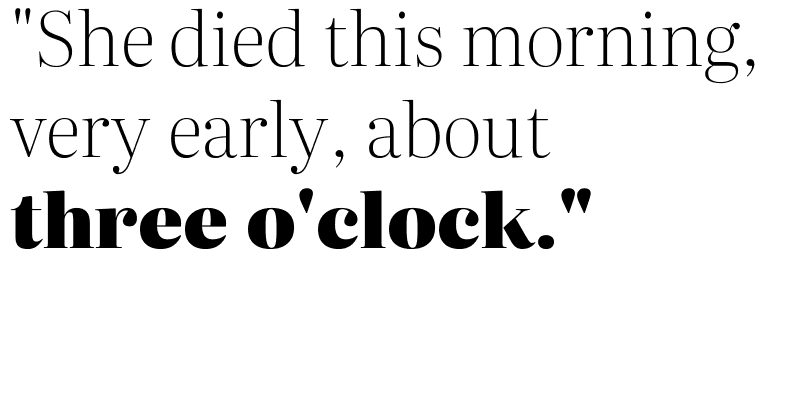 "She died this morning,
very early, about
three o'clock."